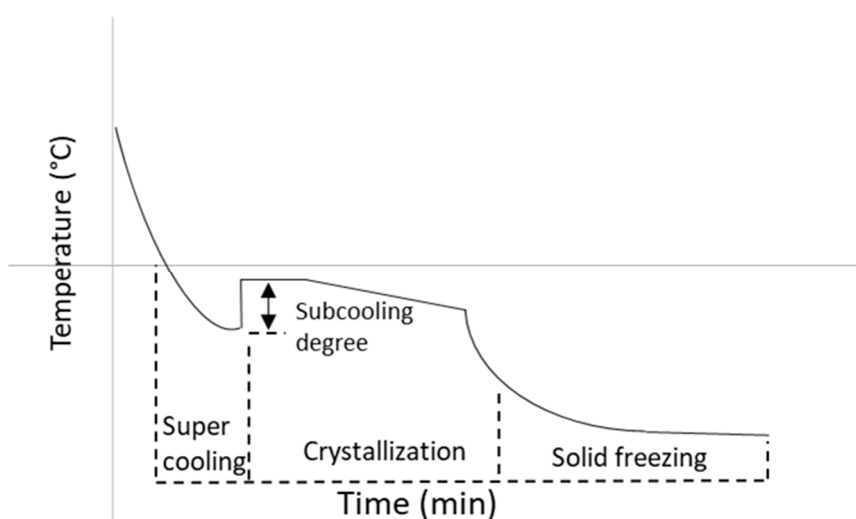 Temperature (°C)
Subcooling
degree
Super
cooling
Crystallization
Solid freezing
Time (min)